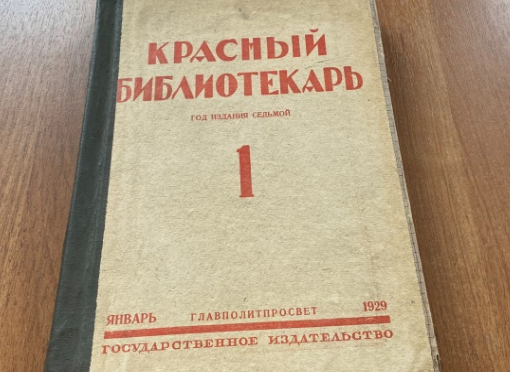 КРАСНЫЙ
БИБЛИОТЕКАРЬ
ГОД ИЗДАНИЯ СЕДЬМОЙ
1
ЯНВАРЬ ГЛАВПОЛИТПРОСВЕТ 1929
ГОСУДАРСТВЕННОЕ ИЗДАТЕЛЬСТВО